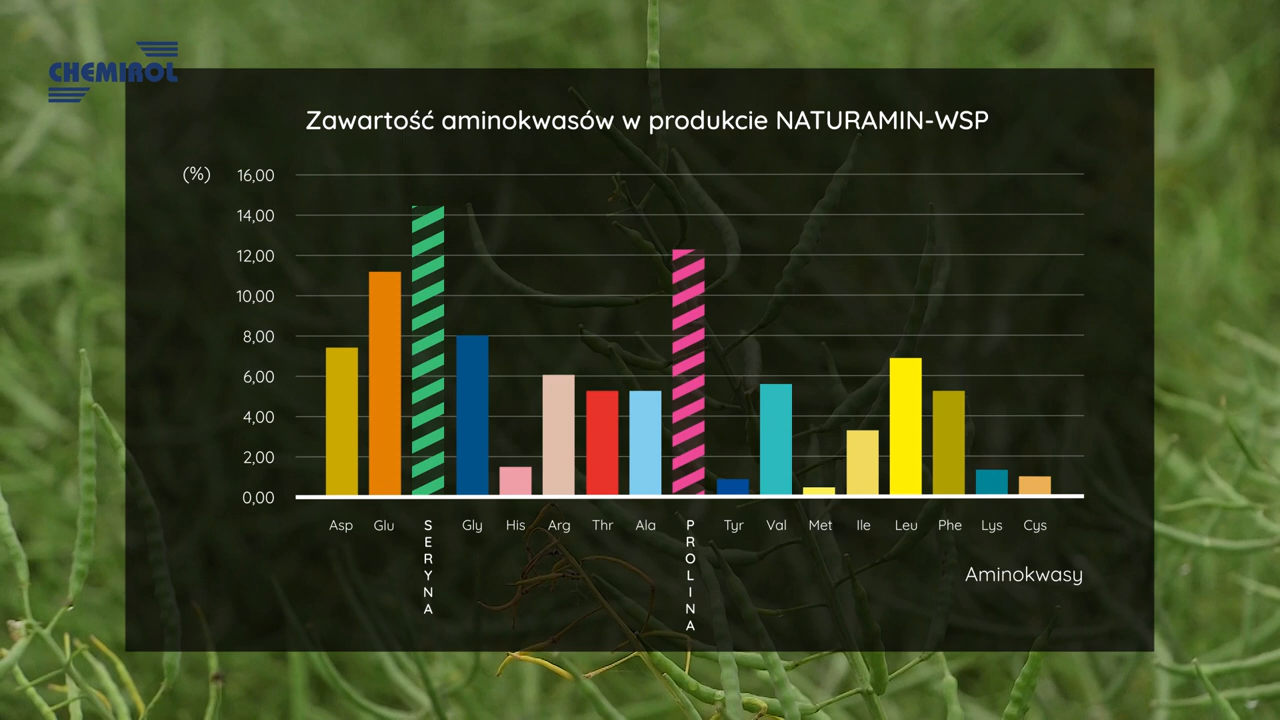 CHEMIROL
Zawartość aminokwasów w produkcie NATURAMIN-WSP
(%)
16,00
14,00
12,00
10,00
8,00
6,00
4,00
2,00
0,00
Asp Glu SERYNA Gly His Arg Thr Ala PROLINA Tyr Val Met Ile Leu Phe Lys Cys
Aminokwasy